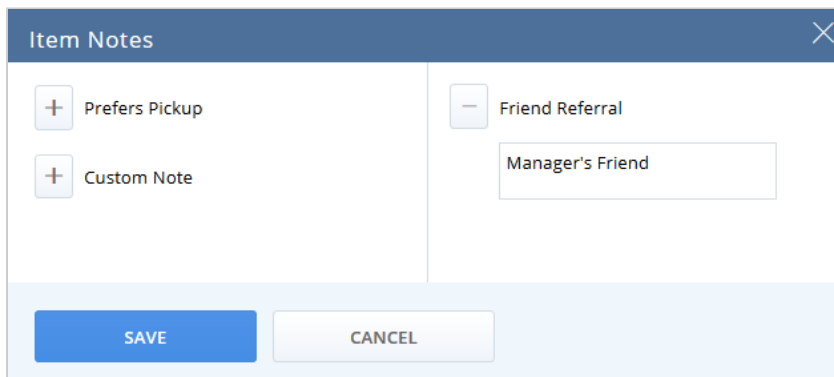 Item Notes
Prefers Pickup
Custom Note
Friend Referral
Manager's Friend
SAVE
CANCEL